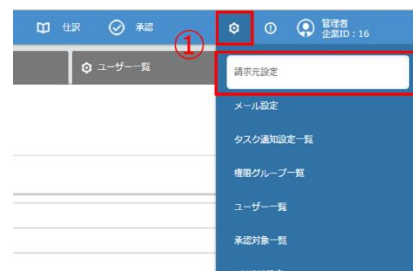 仕訳
承認
①
管理者
企業ID：16
ユーザー一覧
請求元設定
メール設定
タスク通知設定一覧
権限グループ一覧
ユーザー一覧
承認対象一覧